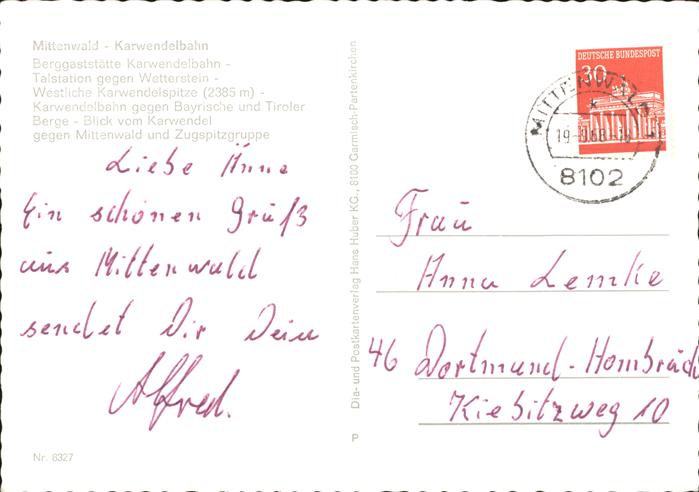 Mittenwald - Karwendelbahn
Berggaststätte Karwendelbahn -
Talstation gegen Wetterstein -
Westliche Karwendelspitze (2385 m) -
Karwendelbahn gegen Bayrische und Tiroler
Berge - Blick vom Karwendel
gegen Mittenwald und Zugspitzgruppe
Liebe Änne
Ein schönen Gruß
aus Mittenwald
sendet Dir Dein
Alfred.
Nr. 8327
Dia- und Postkartenverlag Hans Huber KG., 8100 Garmisch-Partenkirchen
P
DEUTSCHE BUNDESPOST
30
MITTENWALD
8102
Frau
Anna Lemke
46 Dortmund-Hombruch
Kiebitzweg 10